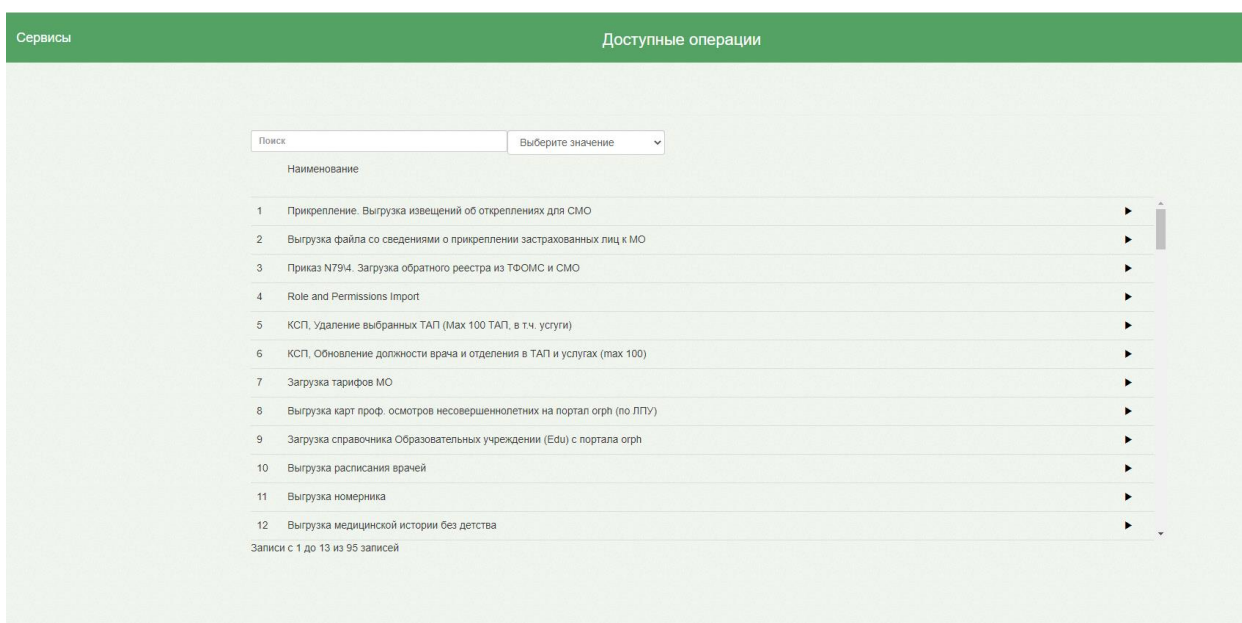 Сервисы
Доступные операции
Поиск
Выберите значение
Наименование
1 Прикрепление. Выгрузка извещений об откреплениях для СМО
2 Выгрузка файла со сведениями о прикреплении застрахованных лиц к МО
3 Приказ N79\4. Загрузка обратного реестра из ТФОМС и СМО
4 Role and Permissions Import
5 КСП, Удаление выбранных ТАП (Max 100 ТАП, в т.ч. усгуги)
6 КСП, Обновление должности врача и отделения в ТАП и услугах (max 100)
7 Загрузка тарифов МО
8 Выгрузка карт проф. осмотров несовершеннолетних на портал orph (по ЛПУ)
9 Загрузка справочника Образовательных учреждении (Edu) с портала orph
10 Выгрузка расписания врачей
11 Выгрузка номерника
12 Выгрузка медицинской истории без детства
Записи с 1 до 13 из 95 записей